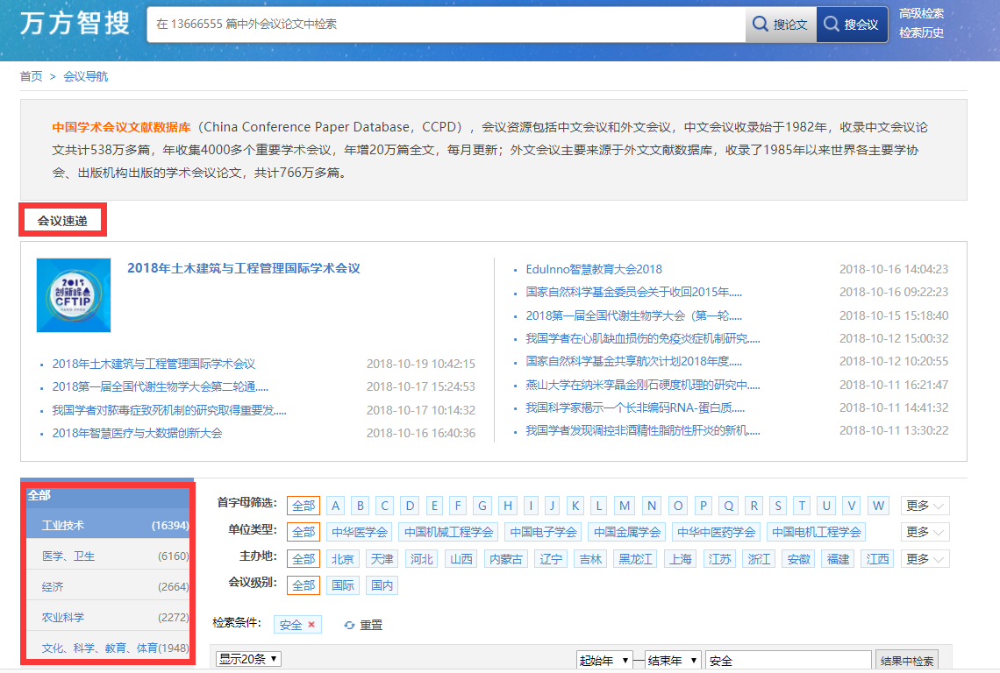 万方智搜
在 13666555 篇中外会议论文中检索
搜论文
搜会议
高级检索
检索历史
首页 > 会议导航
中国学术会议文献数据库（China Conference Paper Database，CCPD），会议资源包括中文会议和外文会议，中文会议收录始于1982年，收录中文会议论
文共计538万多篇，年收集4000多个重要学术会议，年增20万篇全文，每月更新；外文会议主要来源于外文文献数据库，收录了1985年以来世界各主要学协
会、出版机构出版的学术会议论文，共计766万多篇。
会议速递
2015
创新峰会
CFTIP
2018年土木建筑与工程管理国际学术会议
2018年土木建筑与工程管理国际学术会议 2018-10-19 10:42:15
2018第一届全国代谢生物学大会第二轮通..... 2018-10-17 15:24:53
我国学者对脓毒症致死机制的研究取得重要发..... 2018-10-17 10:14:32
2018年智慧医疗与大数据创新大会 2018-10-16 16:40:36
EduInno智慧教育大会2018 2018-10-16 14:04:23
国家自然科学基金委员会关于收回2015年..... 2018-10-16 09:22:23
2018第一届全国代谢生物学大会（第一轮..... 2018-10-15 15:18:40
我国学者在心肌缺血损伤的免疫炎症机制研究..... 2018-10-12 15:00:32
国家自然科学基金共享航次计划2018年度..... 2018-10-12 10:20:55
燕山大学在纳米孪晶金刚石硬度机理的研究中..... 2018-10-11 16:21:47
我国科学家揭示一个长非编码RNA-蛋白质..... 2018-10-11 14:41:32
我国学者发现调控非酒精性脂肪性肝炎的新机..... 2018-10-11 13:30:22
全部
工业技术 (16394)
医学、卫生 (6160)
经济 (2664)
农业科学 (2272)
文化、科学、教育、体育(1948)
首字母筛选： 全部 A B C D E F G H I J K L M N O P Q R S T U V W 更多
单位类型： 全部 中华医学会 中国机械工程学会 中国电子学会 中国金属学会 中华中医药学会 中国电机工程学会 更多
主办地： 全部 北京 天津 河北 山西 内蒙古 辽宁 吉林 黑龙江 上海 江苏 浙江 安徽 福建 江西 更多
会议级别： 全部 国际 国内
检索条件： 安全 × 重置
显示20条 起始年 — 结束年 安全 结果中检索